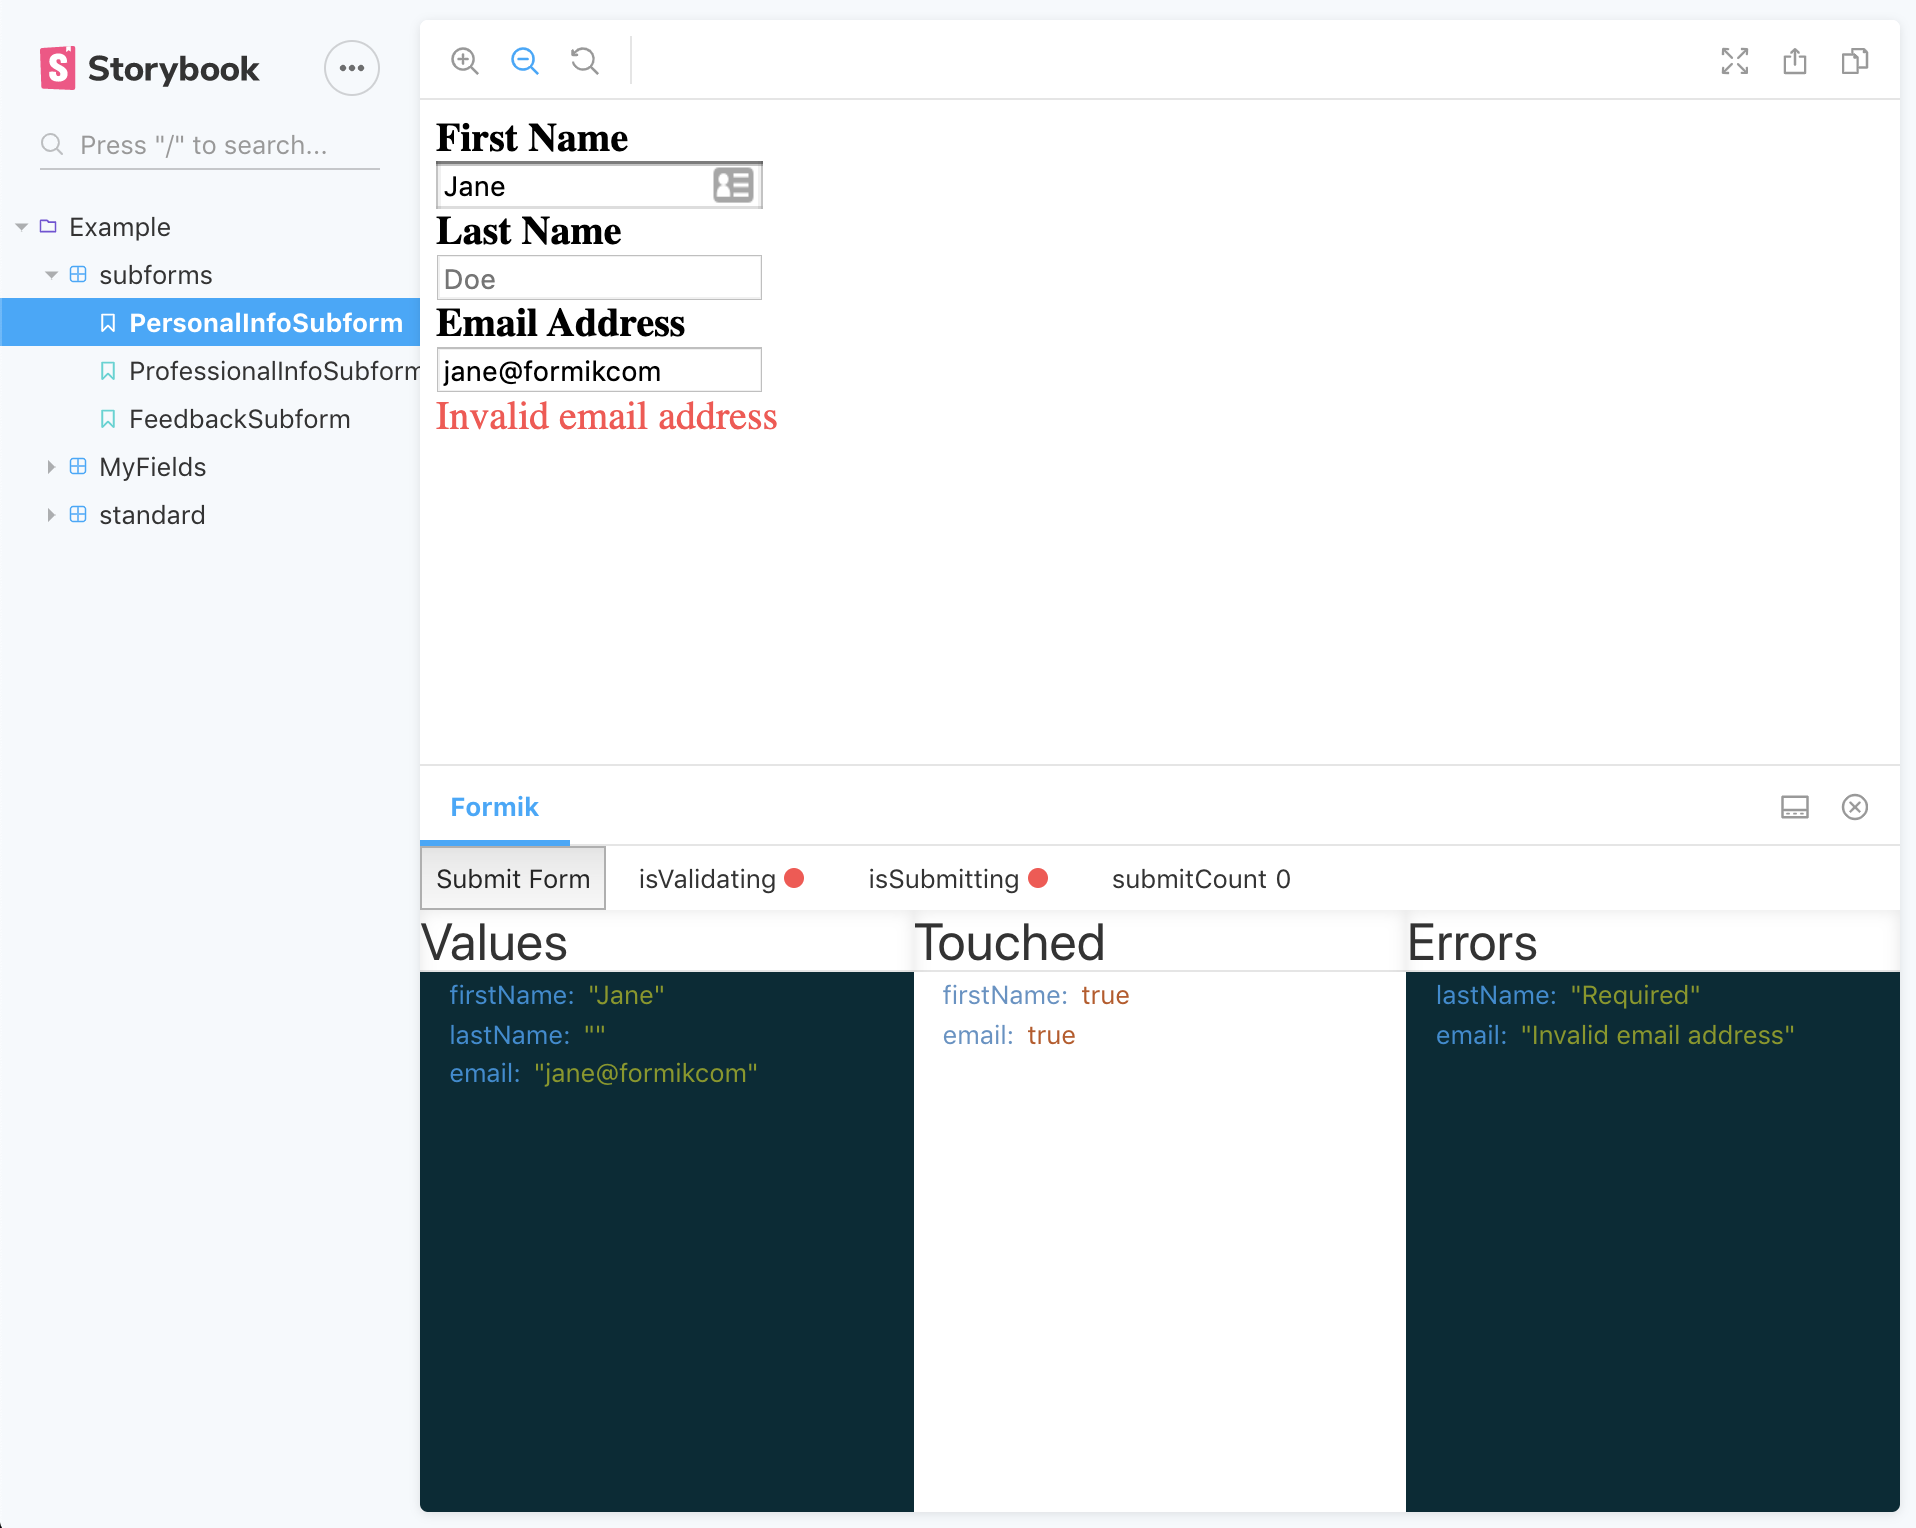 Storybook
Press "/" to search...
Example
subforms
PersonalInfoSubform
ProfessionalInfoSubform
FeedbackSubform
MyFields
standard
First Name
Jane
Last Name
Doe
Email Address
jane@formikcom
Invalid email address
Formik
Submit Form isValidating isSubmitting submitCount 0
Values
firstName: "Jane"
lastName: ""
email: "jane@formikcom"
Touched
firstName: true
email: true
Errors
lastName: "Required"
email: "Invalid email address"